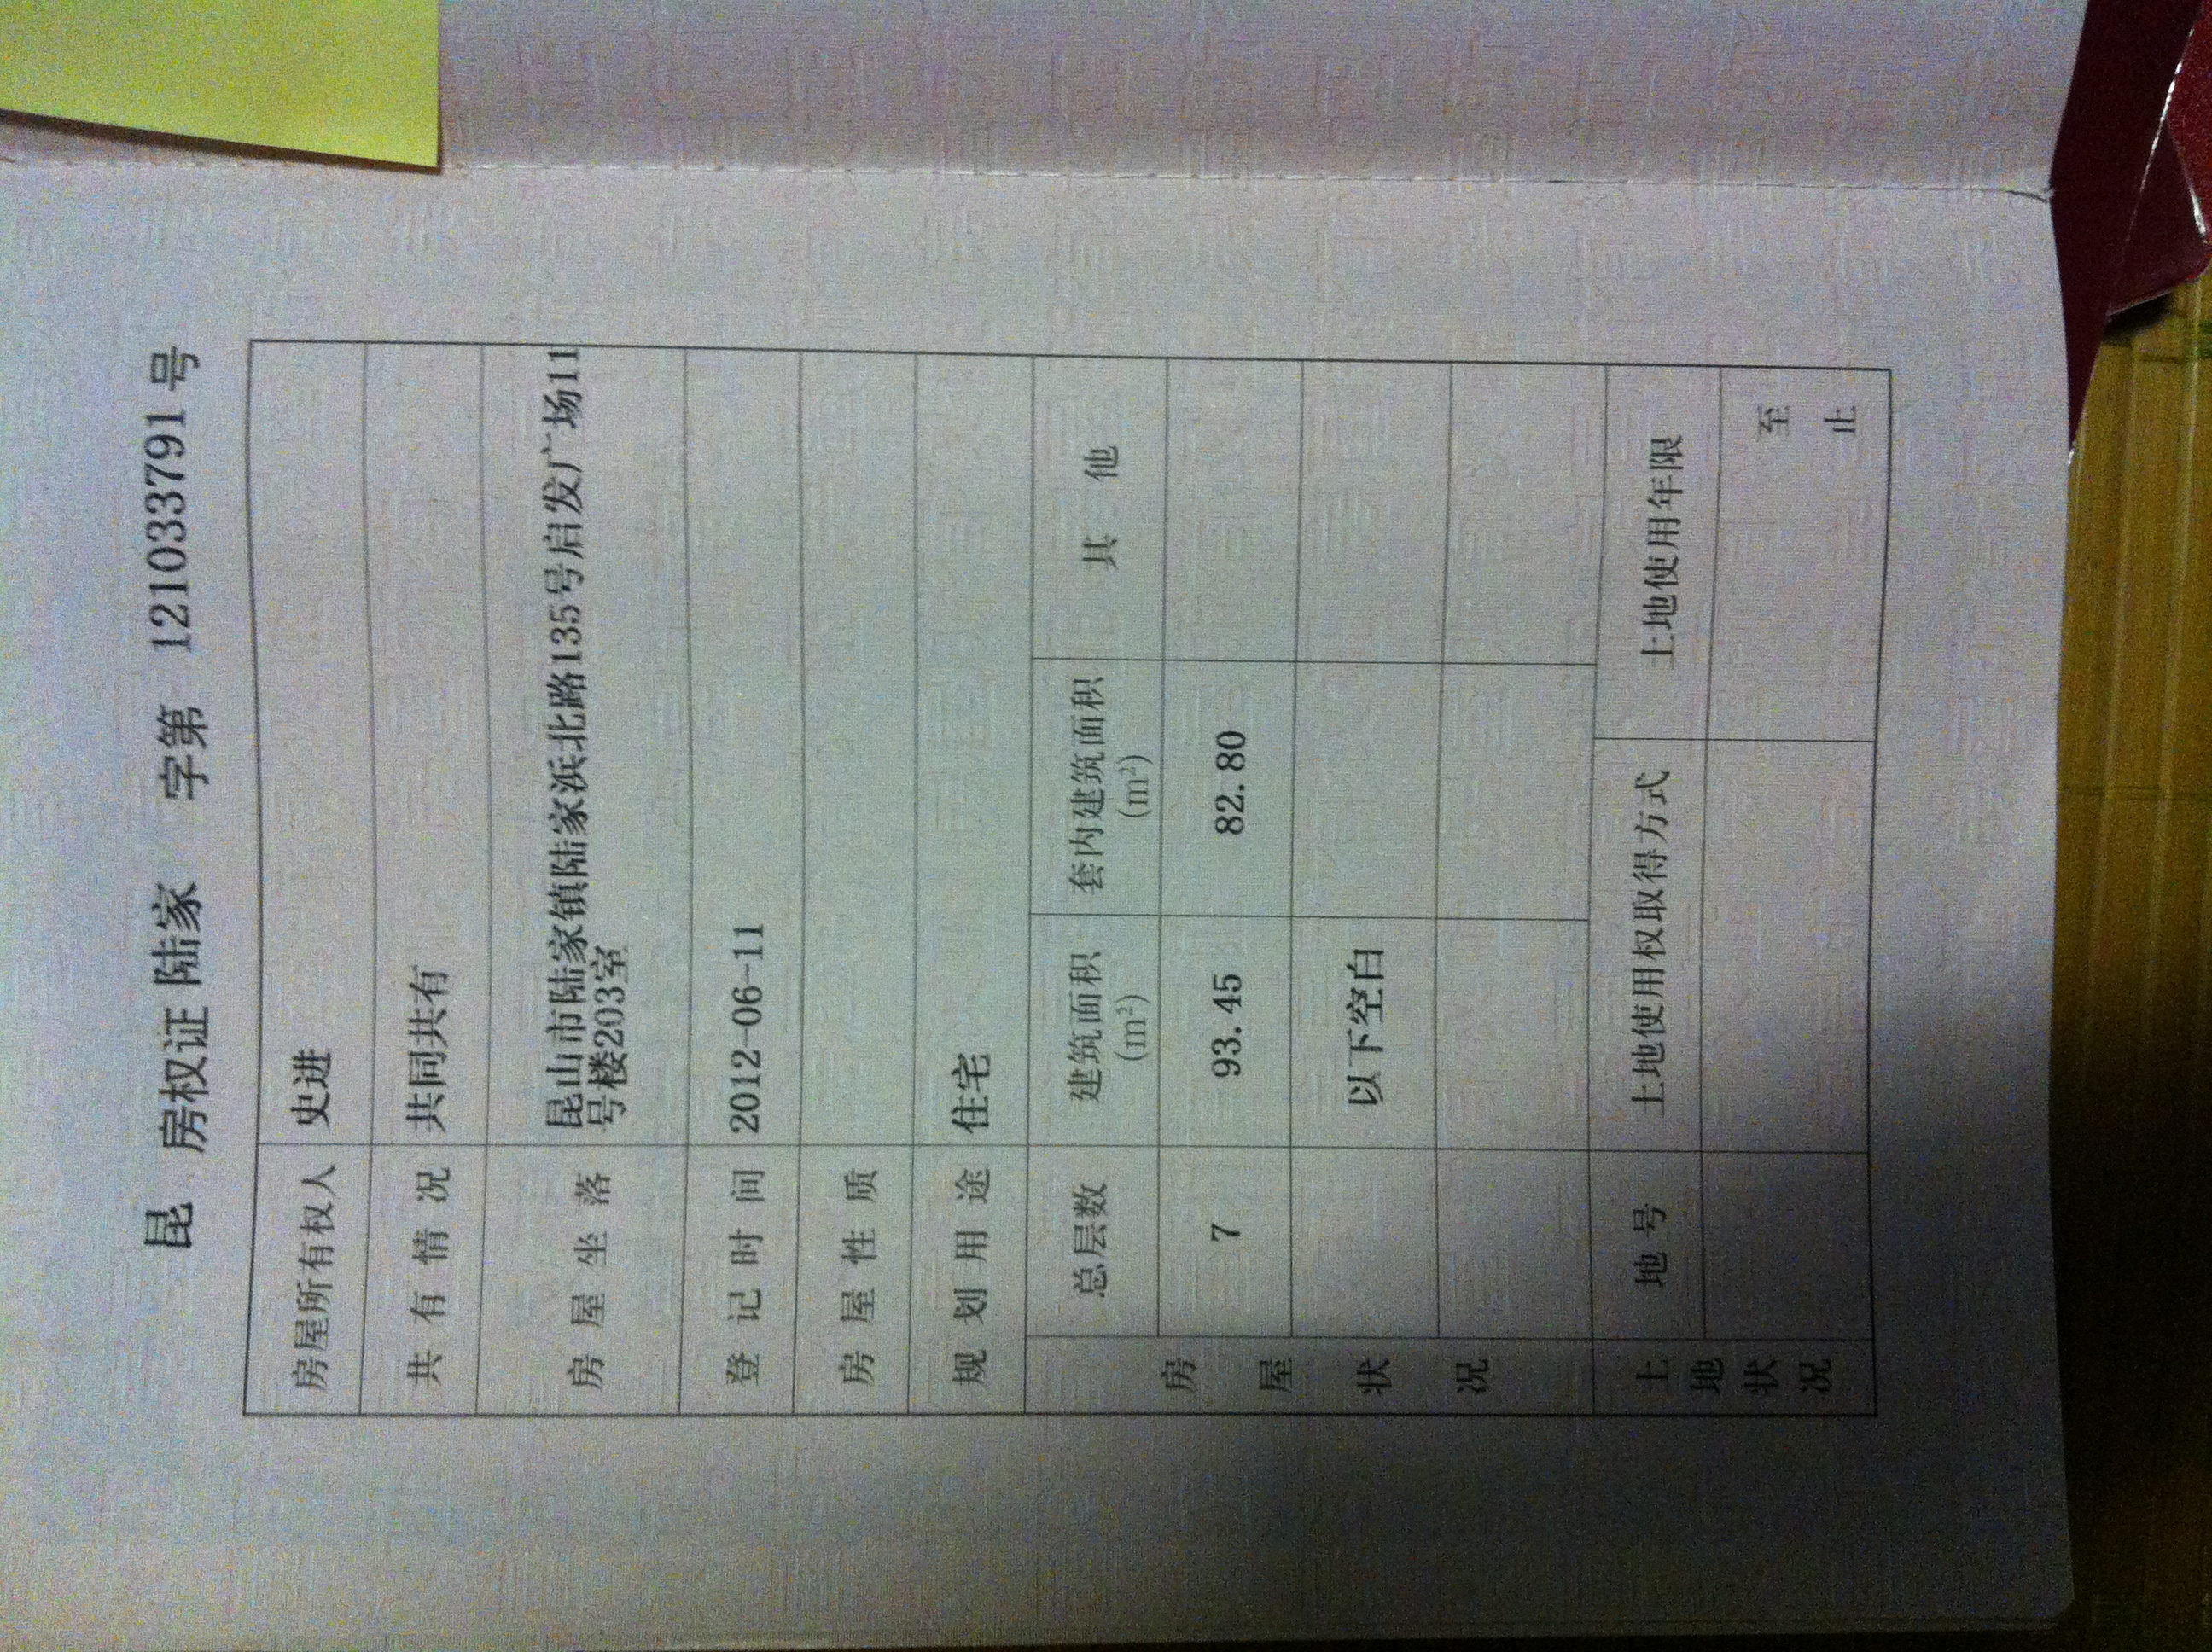 昆 房权证 陆家 字第 121033791 号
房屋所有权人 史进
共有情况 共同共有
房屋坐落 昆山市陆家镇陆家浜北路135号启发广场11
号楼203室
登记时间 2012-06-11
房屋性质
规划用途 住宅
房屋状况
总层数 建筑面积 套内建筑面积 其他
(m²) (m²)
7 93.45 82.80
以下空白
土地状况
地号 土地使用权取得方式 土地使用年限
至
止